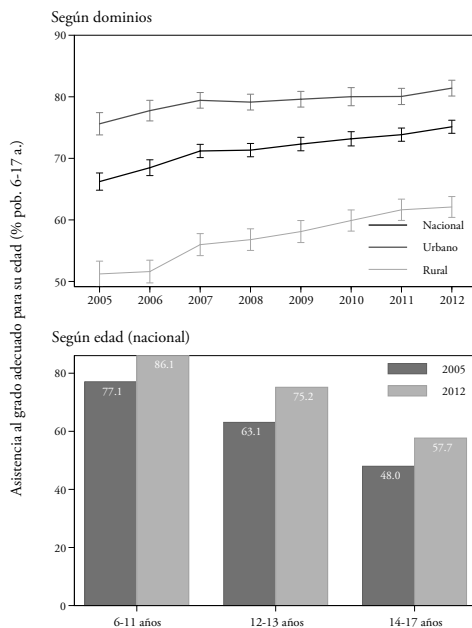 Según dominios
Asistencia al grado adecuado para su edad (% pob. 6-17 a.)
90
80
70
60
50
Nacional
Urbano
Rural
2005 2006 2007 2008 2009 2010 2011 2012
Según edad (nacional)
80
60
40
20
0
2005
2012
77.1
86.1
63.1
75.2
48.0
57.7
6-11 años 12-13 años 14-17 años